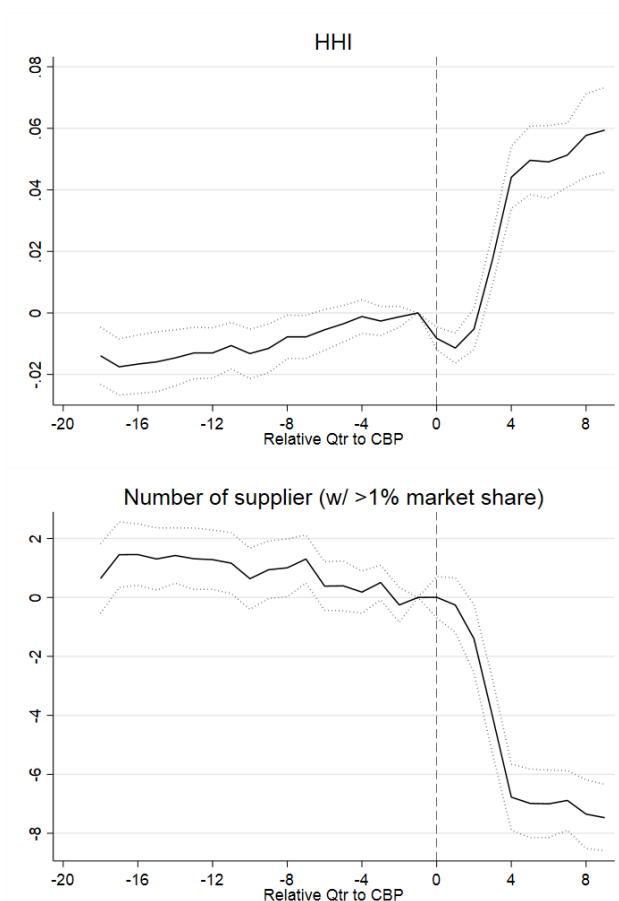 HHI
.08
.06
.04
.02
0
-.02
-20 -16 -12 -8 -4 0 4 8
Relative Qtr to CBP
Number of supplier (w/ >1% market share)
2
0
-2
-4
-6
-8
-20 -16 -12 -8 -4 0 4 8
Relative Qtr to CBP